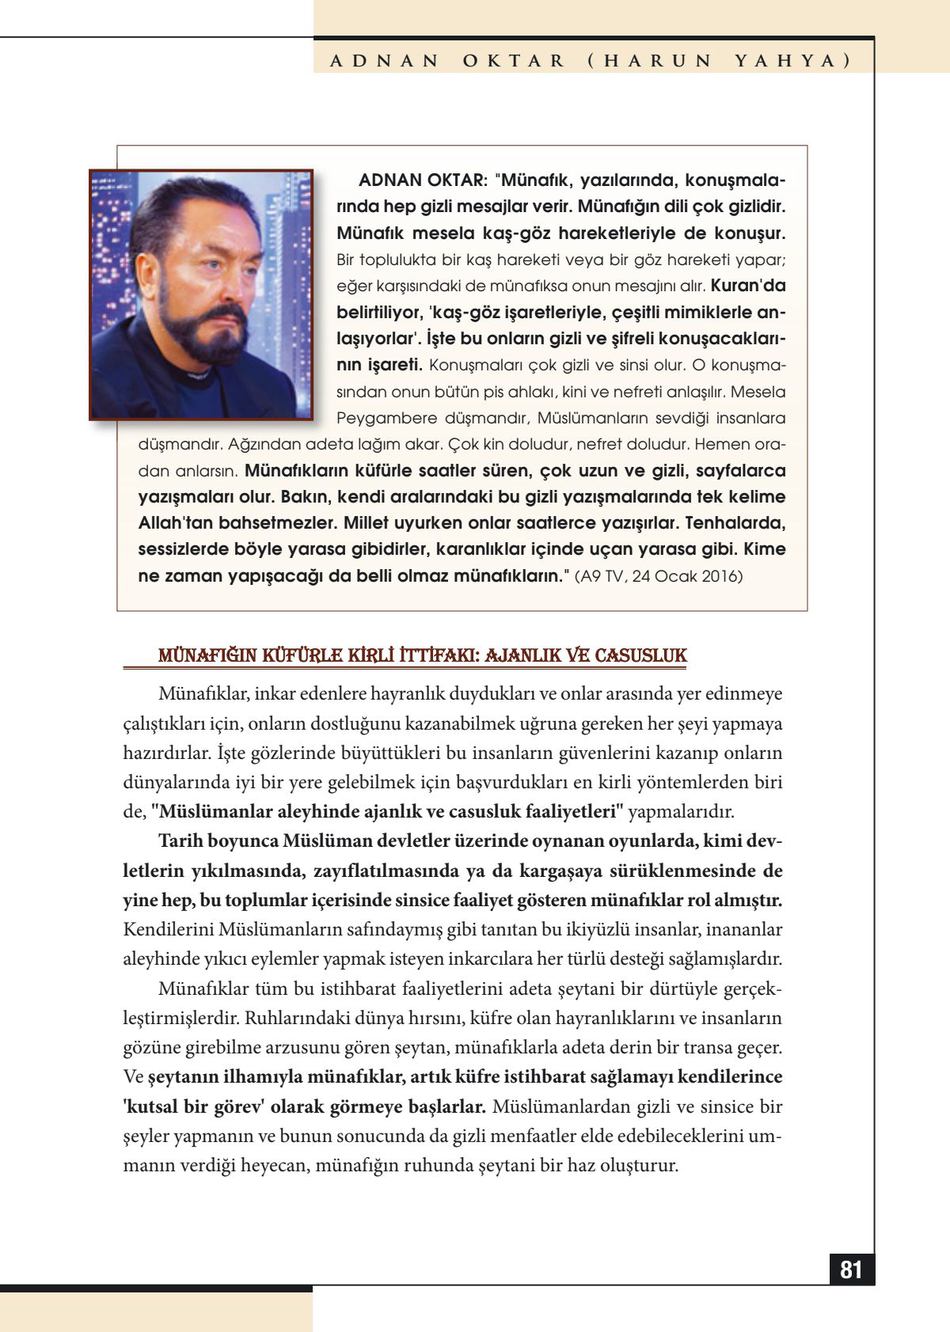 ADNAN OKTAR (HARUN YAHYA)
ADNAN OKTAR: "Münafık, yazılarında, konuşmala-
rında hep gizli mesajlar verir. Münafığın dili çok gizlidir.
Münafık mesela kaş-göz hareketleriyle de konuşur.
Bir toplulukta bir kaş hareketi veya bir göz hareketi yapar;
eğer karşısındaki de münafıksa onun mesajını alır. Kuran'da
belirtiliyor, 'kaş-göz işaretleriyle, çeşitli mimiklerle an-
laşıyorlar'. İşte bu onların gizli ve şifreli konuşacakları-
nın işareti. Konuşmaları çok gizli ve sinsi olur. O konuşma-
sından onun bütün pis ahlakı, kini ve nefreti anlaşılır. Mesela
Peygambere düşmandır, Müslümanların sevdiği insanlara
düşmandır. Ağzından adeta lağım akar. Çok kin doludur, nefret doludur. Hemen ora-
dan anlarsın. Münafıkların küfürle saatler süren, çok uzun ve gizli, sayfalarca
yazışmaları olur. Bakın, kendi aralarındaki bu gizli yazışmalarında tek kelime
Allah'tan bahsetmezler. Millet uyurken onlar saatlerce yazışırlar. Tenhalarda,
sessizlerde böyle yarasa gibidirler, karanlıklar içinde uçan yarasa gibi. Kime
ne zaman yapışacağı da belli olmaz münafıkların." (A9 TV, 24 Ocak 2016)
MÜNAFIĞIN KÜFÜRLE KİRLİ İTTİFAKI: AJANLIK VE CASUSLUK
Münafıklar, inkar edenlere hayranlık duydukları ve onlar arasında yer edinmeye
çalıştıkları için, onların dostluğunu kazanabilmek uğruna gereken her şeyi yapmaya
hazırdırlar. İşte gözlerinde büyüttükleri bu insanların güvenlerini kazanıp onların
dünyalarında iyi bir yere gelebilmek için başvurdukları en kirli yöntemlerden biri
de, "Müslümanlar aleyhinde ajanlık ve casusluk faaliyetleri" yapmalarıdır.
Tarih boyunca Müslüman devletler üzerinde oynanan oyunlarda, kimi dev-
letlerin yıkılmasında, zayıflatılmasında ya da kargaşaya sürüklenmesinde de
yine hep, bu toplumlar içerisinde sinsice faaliyet gösteren münafıklar rol almıştır.
Kendilerini Müslümanların safındaymış gibi tanıtan bu ikiyüzlü insanlar, inananlar
aleyhinde yıkıcı eylemler yapmak isteyen inkarcılara her türlü desteği sağlamışlardır.
Münafıklar tüm bu istihbarat faaliyetlerini adeta şeytani bir dürtüyle gerçek-
leştirmişlerdir. Ruhlarındaki dünya hırsını, küfre olan hayranlıklarını ve insanların
gözüne girebilme arzusunu gören şeytan, münafıklarla adeta derin bir transa geçer.
Ve şeytanın ilhamıyla münafıklar, artık küfre istihbarat sağlamayı kendilerince
'kutsal bir görev' olarak görmeye başlarlar. Müslümanlardan gizli ve sinsice bir
şeyler yapmanın ve bunun sonucunda da gizli menfaatler elde edebileceklerini um-
manın verdiği heyecan, münafığın ruhunda şeytani bir haz oluşturur.
81